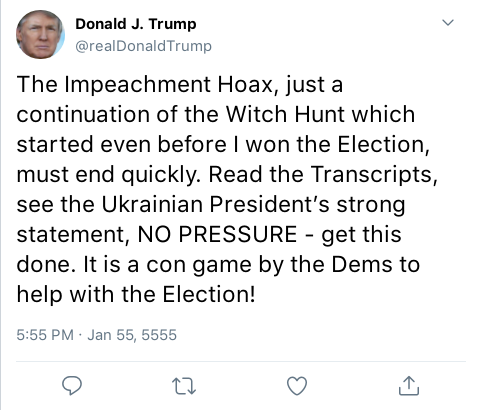 Donald J. Trump
@realDonaldTrump
The Impeachment Hoax, just a
continuation of the Witch Hunt which
started even before I won the Election,
must end quickly. Read the Transcripts,
see the Ukrainian President’s strong
statement, NO PRESSURE - get this
done. It is a con game by the Dems to
help with the Election!
5:55 PM · Jan 55, 5555